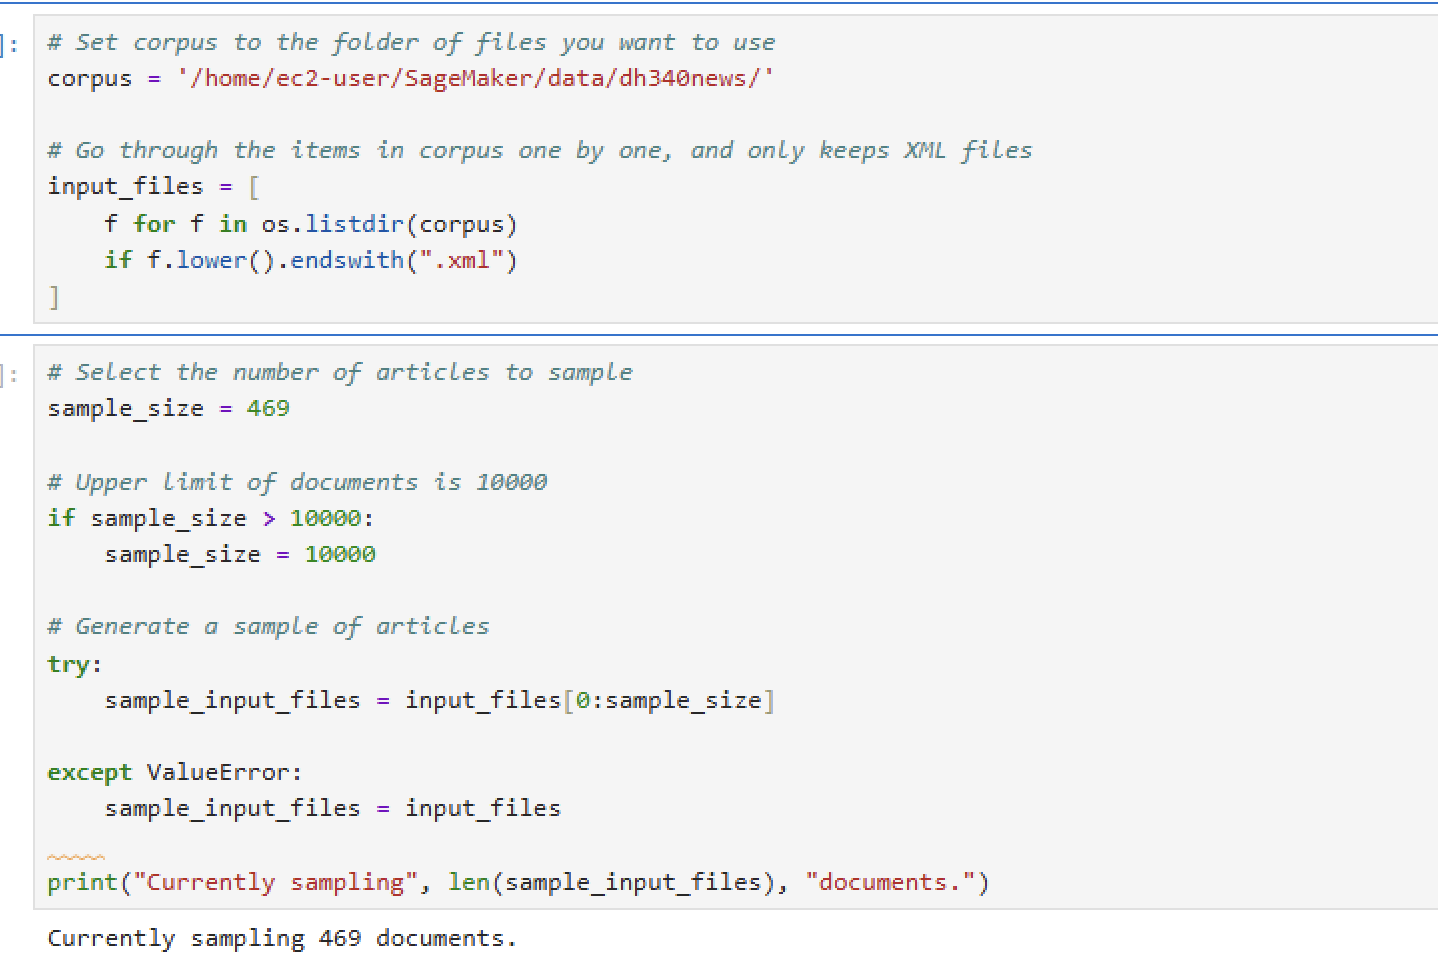 ]: # Set corpus to the folder of files you want to use
corpus = '/home/ec2-user/SageMaker/data/dh340news/'
# Go through the items in corpus one by one, and only keeps XML files
input_files = [
    f for f in os.listdir(corpus)
    if f.lower().endswith(".xml")
]
]: # Select the number of articles to sample
sample_size = 469
# Upper limit of documents is 10000
if sample_size > 10000:
    sample_size = 10000
# Generate a sample of articles
try:
    sample_input_files = input_files[0:sample_size]
except ValueError:
    sample_input_files = input_files
print("Currently sampling", len(sample_input_files), "documents.")
Currently sampling 469 documents.